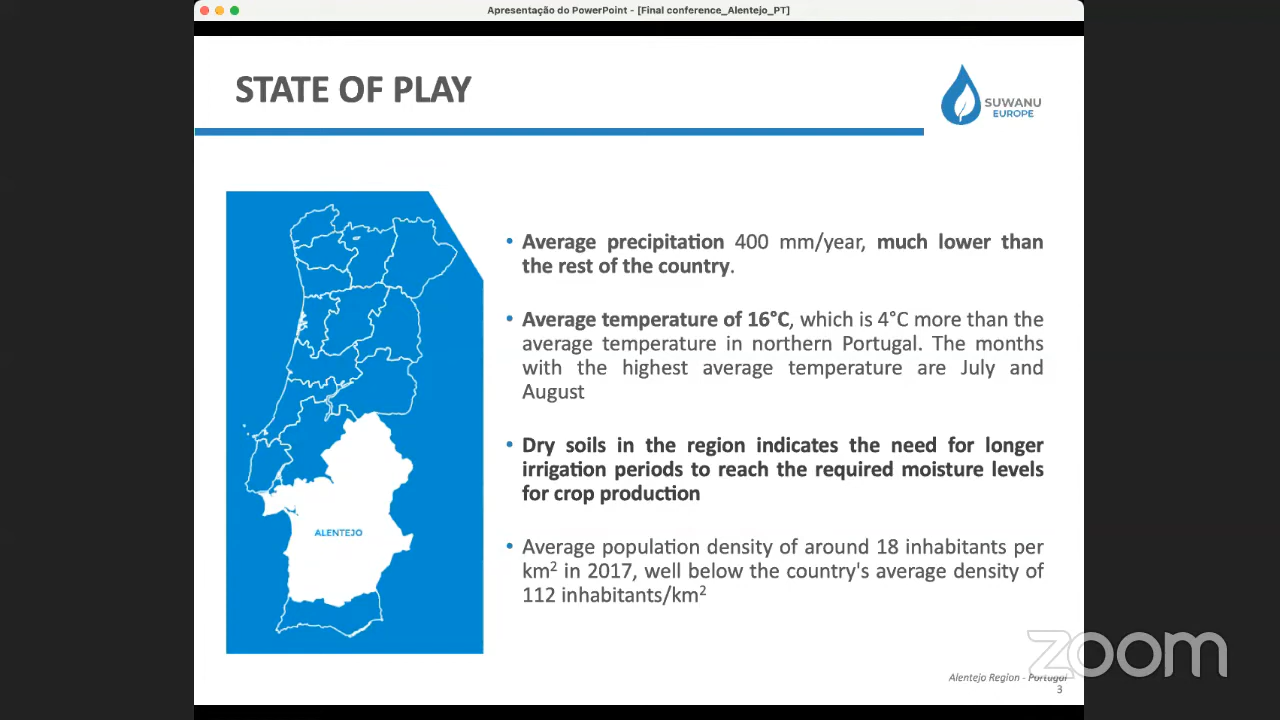 Apresentação do PowerPoint - [Final conference_Alentejo_PT]
STATE OF PLAY
SUWANU
EUROPE
• Average precipitation 400 mm/year, much lower than
the rest of the country.
• Average temperature of 16°C, which is 4°C more than the
average temperature in northern Portugal. The months
with the highest average temperature are July and
August
• Dry soils in the region indicates the need for longer
irrigation periods to reach the required moisture levels
for crop production
• Average population density of around 18 inhabitants per
km² in 2017, well below the country's average density of
112 inhabitants/km²
ALENTEJO
zoom
Alentejo Region - Portugal
3